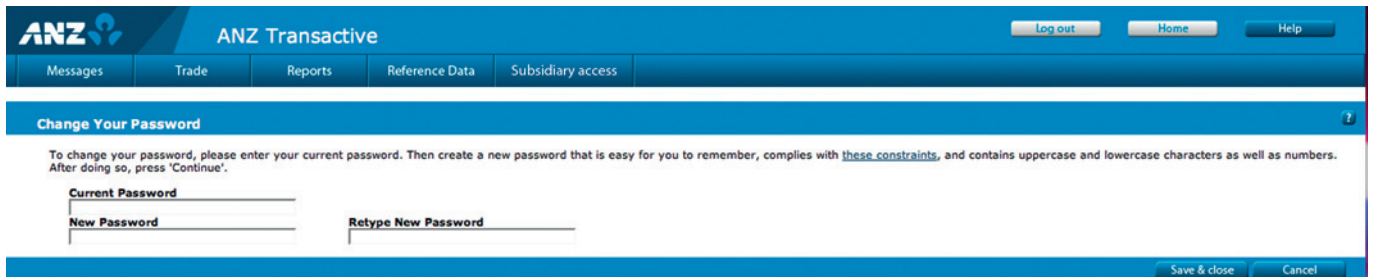 ANZ ANZ Transactive Log out Home Help
Messages Trade Reports Reference Data Subsidiary access
Change Your Password ?
To change your password, please enter your current password. Then create a new password that is easy for you to remember, complies with these constraints, and contains uppercase and lowercase characters as well as numbers.
After doing so, press 'Continue'.
Current Password
New Password Retype New Password
Save & close Cancel